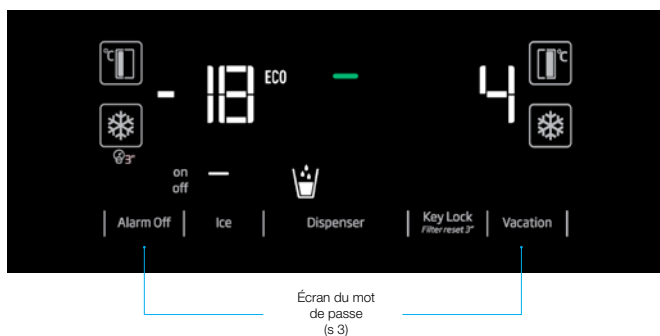 °C
°C
- 18 ECO
4
3"
on
off
Alarm Off
Ice
Dispenser
Key Lock
Filter reset 3"
Vacation
Écran du mot
de passe
(s 3)